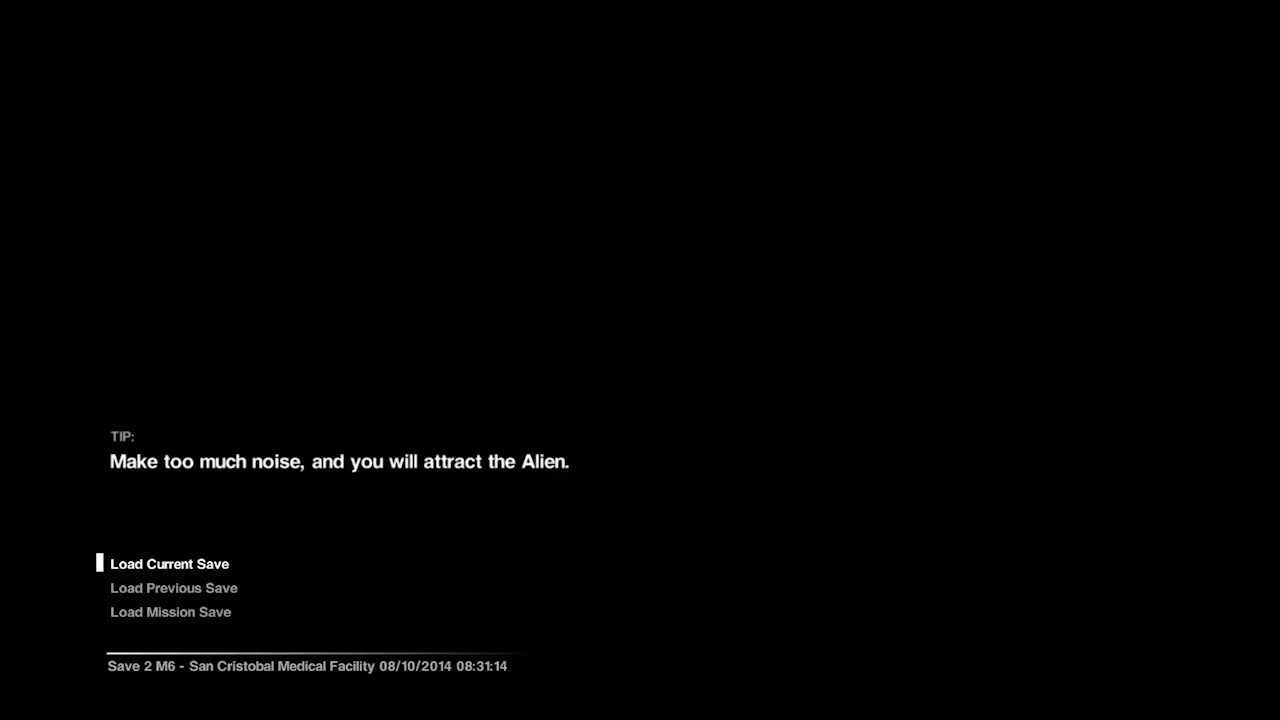 TIP:
Make too much noise, and you will attract the Alien.
Load Current Save
Load Previous Save
Load Mission Save
Save 2 M6 - San Cristobal Medical Facility 08/10/2014 08:31:14